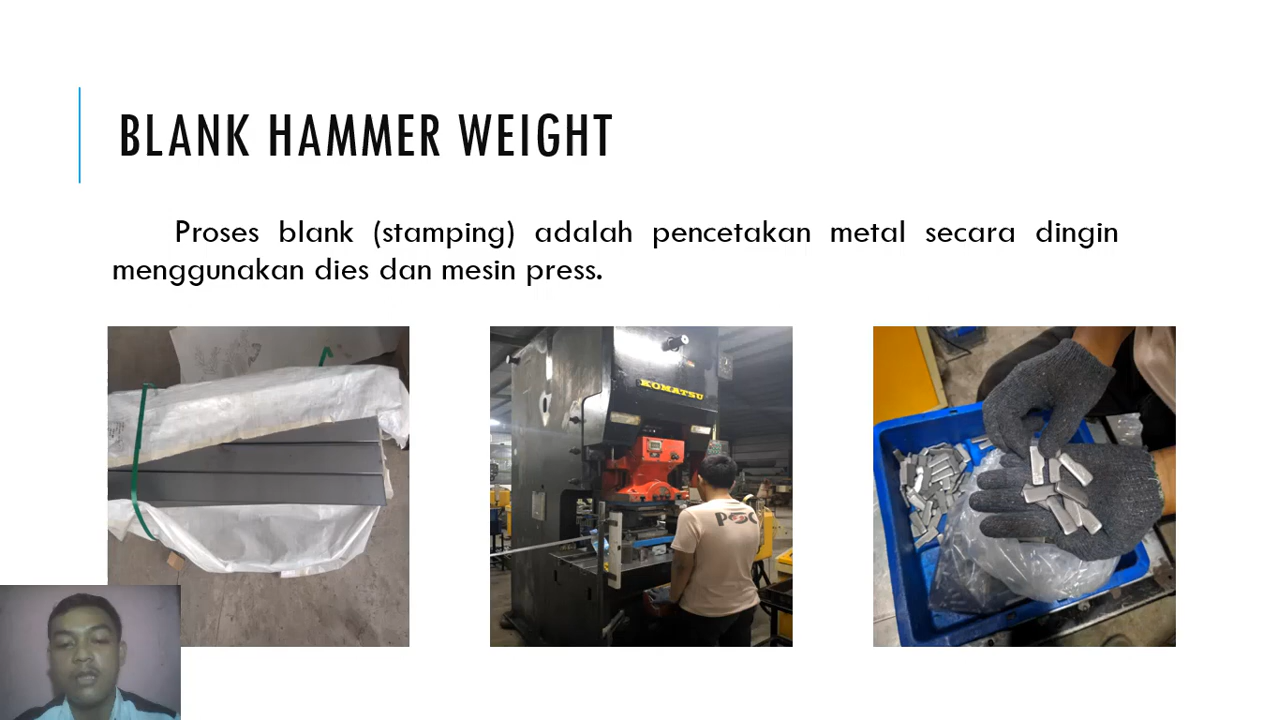 BLANK HAMMER WEIGHT
Proses blank (stamping) adalah pencetakan metal secara dingin
menggunakan dies dan mesin press.
KOMATSU